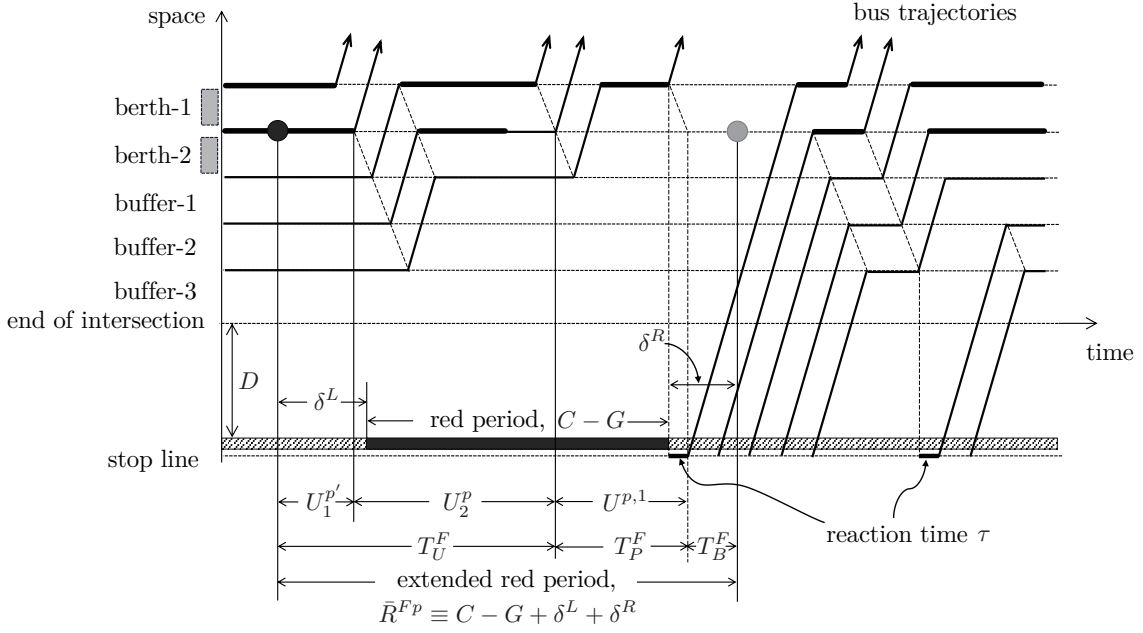 space
bus trajectories
berth-1
berth-2
buffer-1
buffer-2
buffer-3
end of intersection
time
δ^R
D
δ^L
red period, C − G
stop line
U_1^{p'}
U_2^p
U^{p,1}
reaction time τ
T_U^F
T_P^F
T_B^F
extended red period,
R̄^{Fp} ≡ C − G + δ^L + δ^R